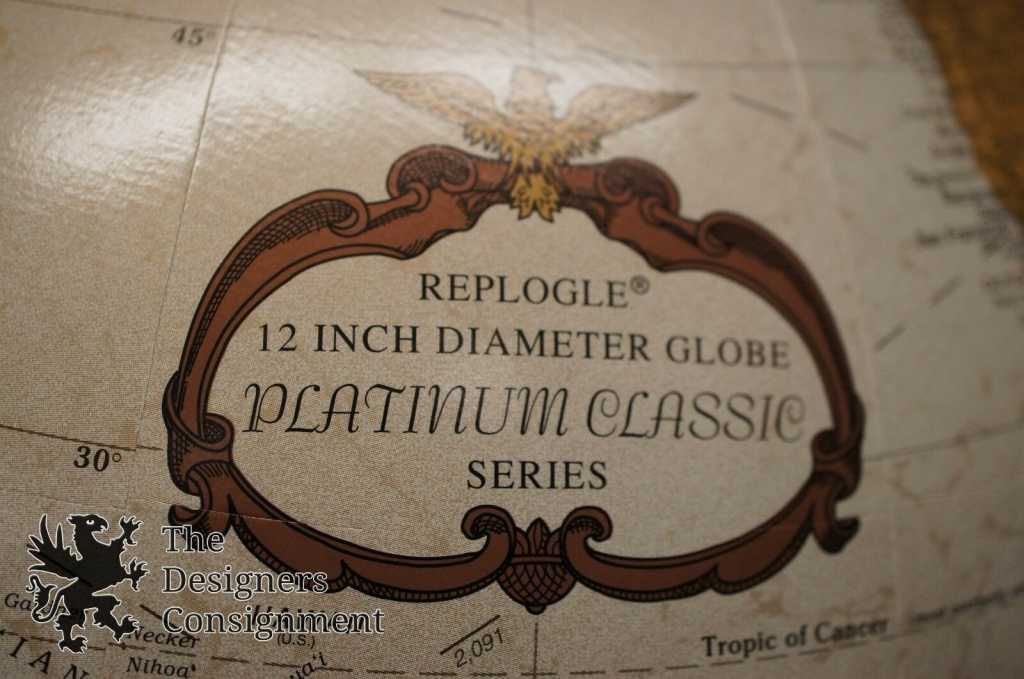 45°
REPLOGLE®
12 INCH DIAMETER GLOBE
PLATINUM CLASSIC
SERIES
30°
The
Designers
Consignment
Necker
(U.S.)
Nihoa
2,091
Tropic of Cancer